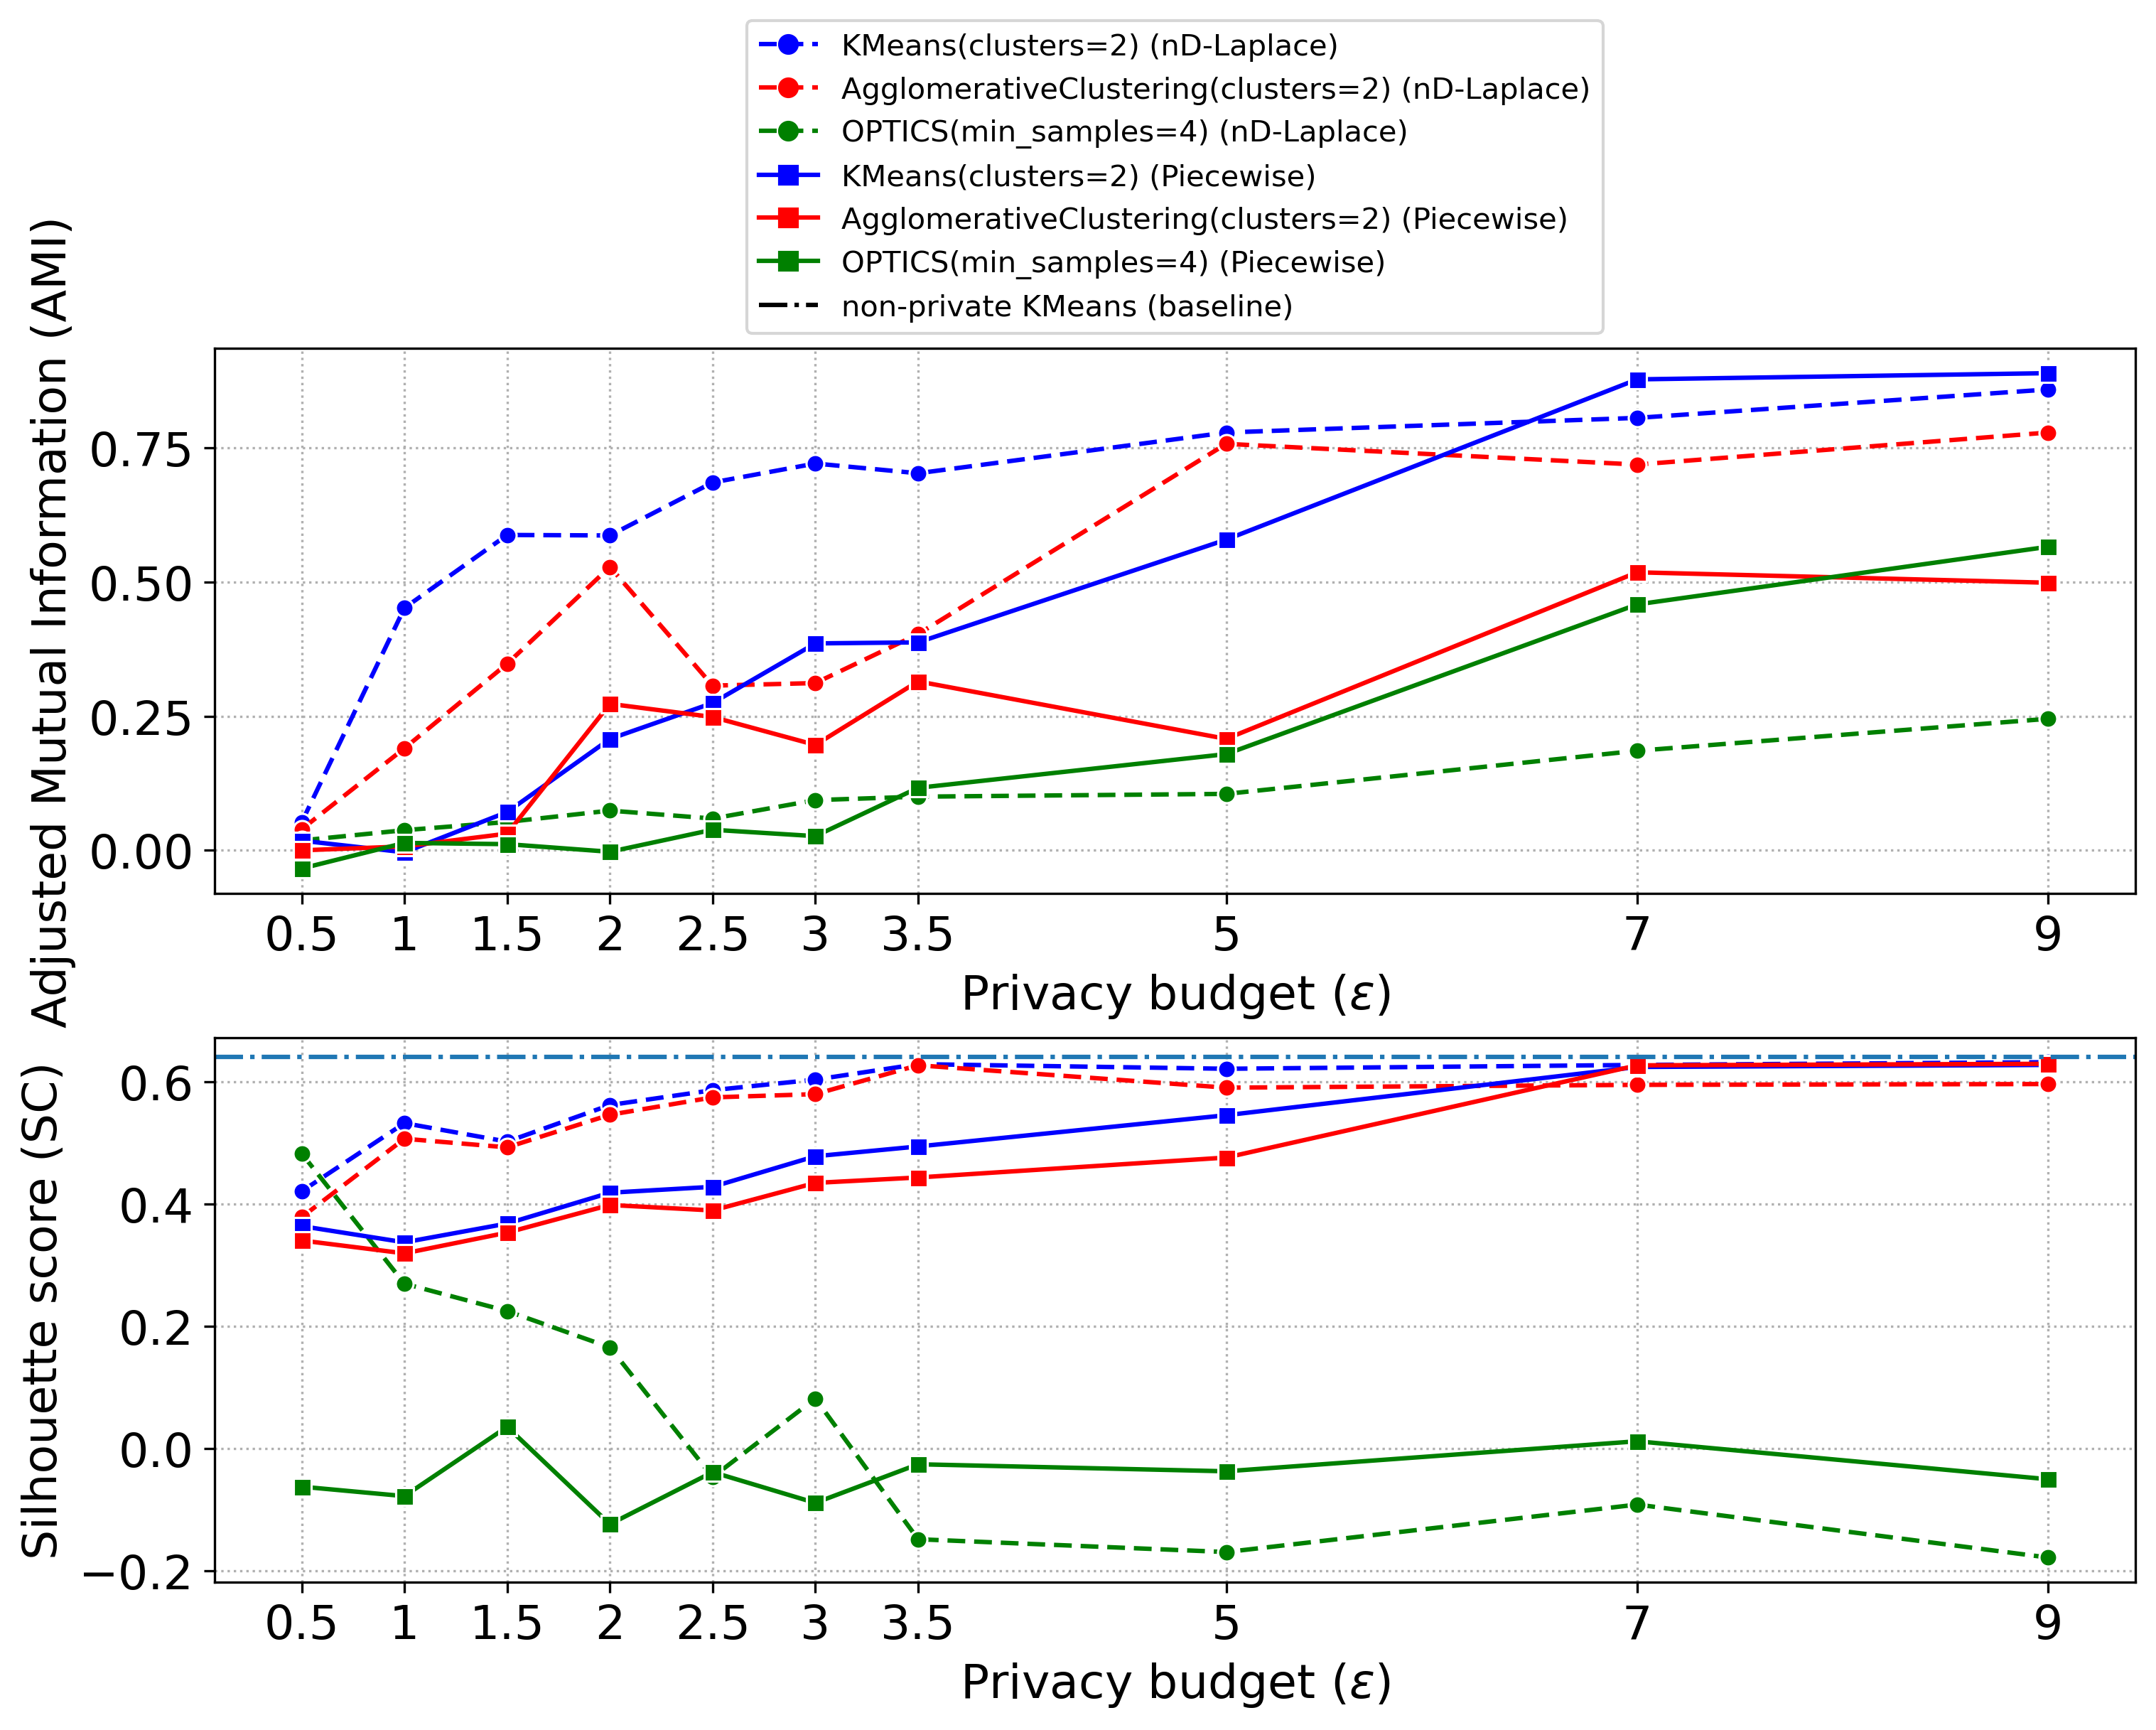 KMeans(clusters=2) (nD-Laplace)
AgglomerativeClustering(clusters=2) (nD-Laplace)
OPTICS(min_samples=4) (nD-Laplace)
KMeans(clusters=2) (Piecewise)
AgglomerativeClustering(clusters=2) (Piecewise)
OPTICS(min_samples=4) (Piecewise)
non-private KMeans (baseline)
Adjusted Mutual Information (AMI)
0.75
0.50
0.25
0.00
0.5 1 1.5 2 2.5 3 3.5 5 7 9
Privacy budget (ε)
Silhouette score (SC)
0.6
0.4
0.2
0.0
−0.2
0.5 1 1.5 2 2.5 3 3.5 5 7 9
Privacy budget (ε)